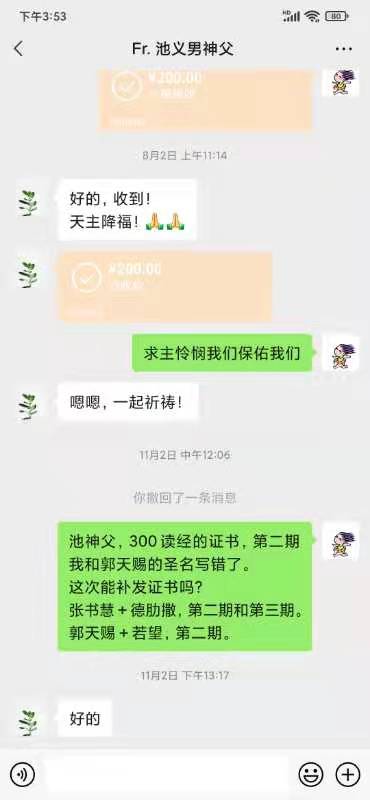 下午3:53
HD
80
Fr. 池义男神父
¥200.00
8月2日 上午11:14
好的，收到！
天主降福！🙏🙏
¥200.00
已收款
求主怜悯我们保佑我们
嗯嗯，一起祈祷！
11月2日 中午12:06
你撤回了一条消息
池神父，300读经的证书，第二期
我和郭天赐的圣名写错了。
这次能补发证书吗？
张书慧＋德肋撒，第二期和第三期。
郭天赐＋若望，第二期。
11月2日 下午13:17
好的